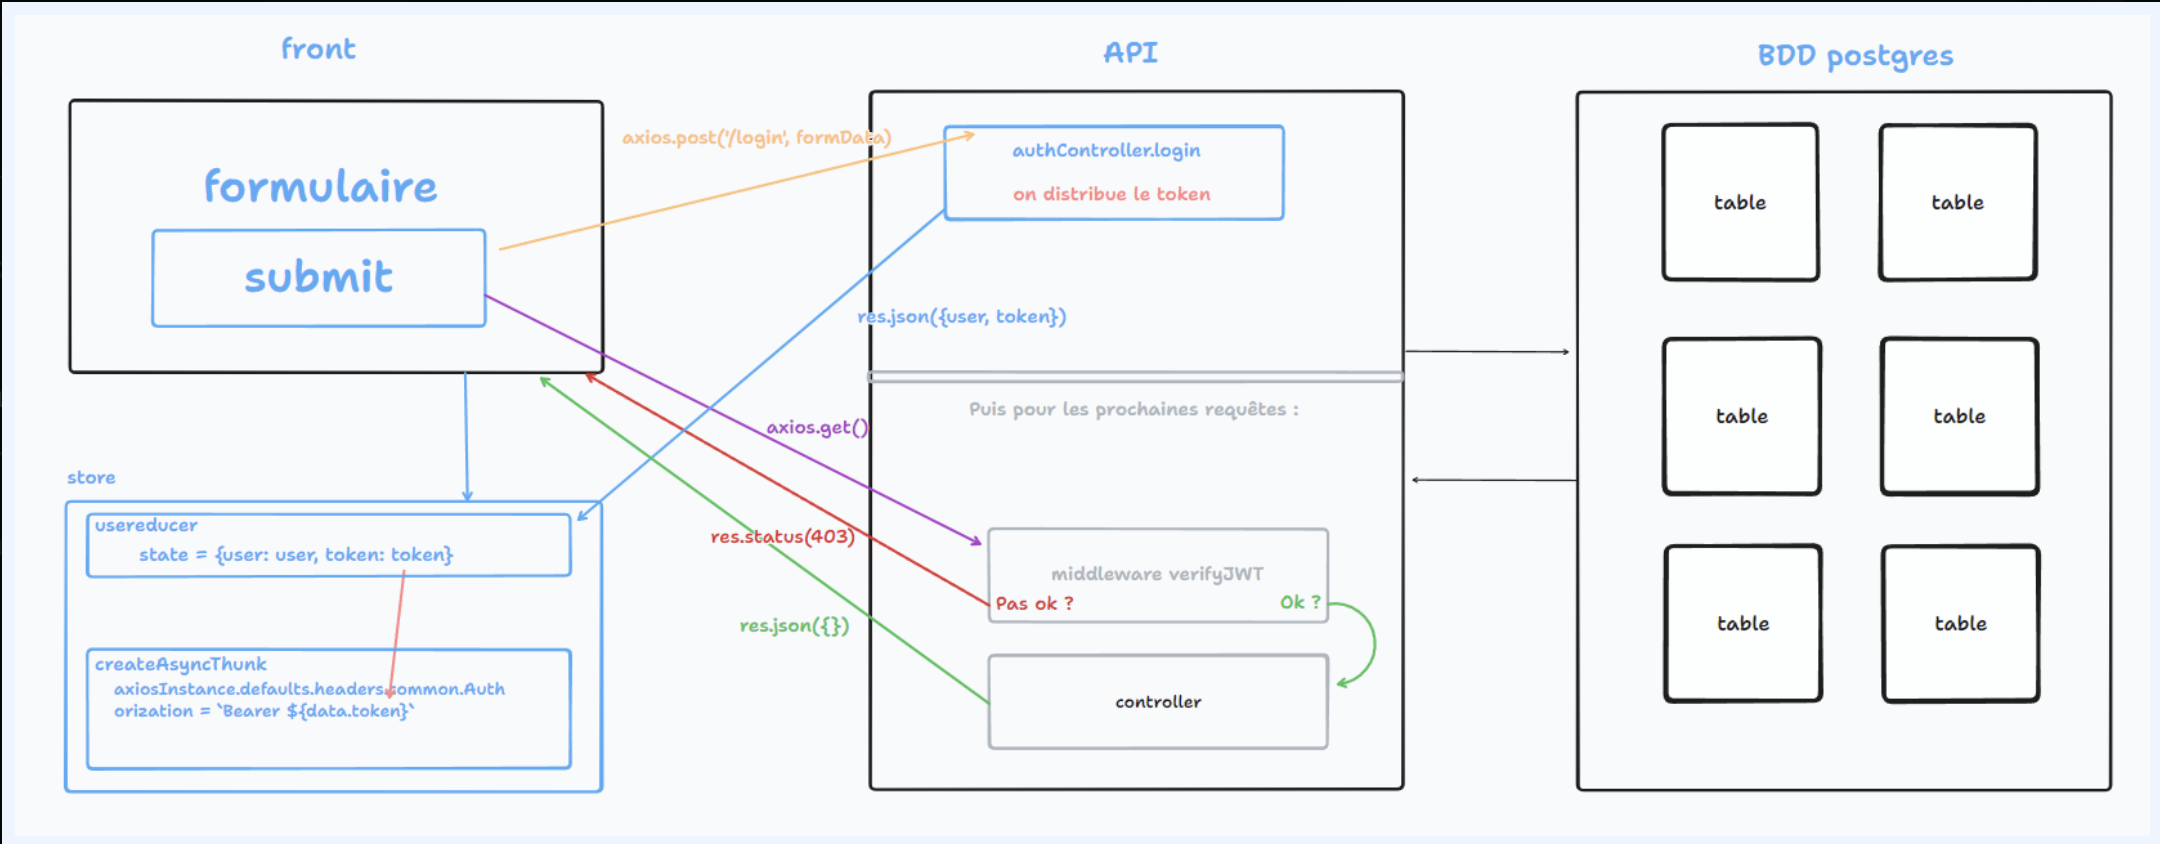 front
API
BDD postgres
formulaire
submit
axios.post('/login', formData)
authController.login
on distribue le token
res.json({user, token})
Puis pour les prochaines requêtes :
axios.get()
store
usereducer
state = {user: user, token: token}
createAsyncThunk
axiosInstance.defaults.headers.common.Auth
orization = `Bearer ${data.token}`
res.status(403)
res.json({})
middleware verifyJWT
Pas ok ?
Ok ?
controller
table
table
table
table
table
table